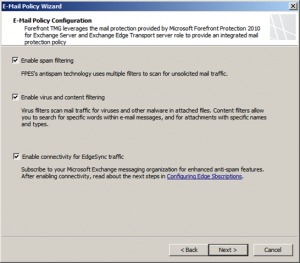 E-Mail Policy Wizard
E-Mail Policy Configuration
Forefront TMG leverages the mail protection provided by Microsoft Forefront Protection 2010
for Exchange Server and Exchange Edge Transport server role to provide an integrated mail
protection policy
Enable spam filtering
FPES's antispam technology uses multiple filters to scan for unsolicited mail traffic.
Enable virus and content filtering
Virus filters scan mail traffic for viruses and other malware in attached files. Content filters allow
you to search for specific words within e-mail messages, and for attachments with specific names
and types.
Enable connectivity for EdgeSync traffic
Subscribe to your Microsoft Exchange messaging organization for enhanced anti-spam features.
After enabling connectivity, read about the next steps in Configuring Edge Sbscriptions.
< Back Next > Cancel